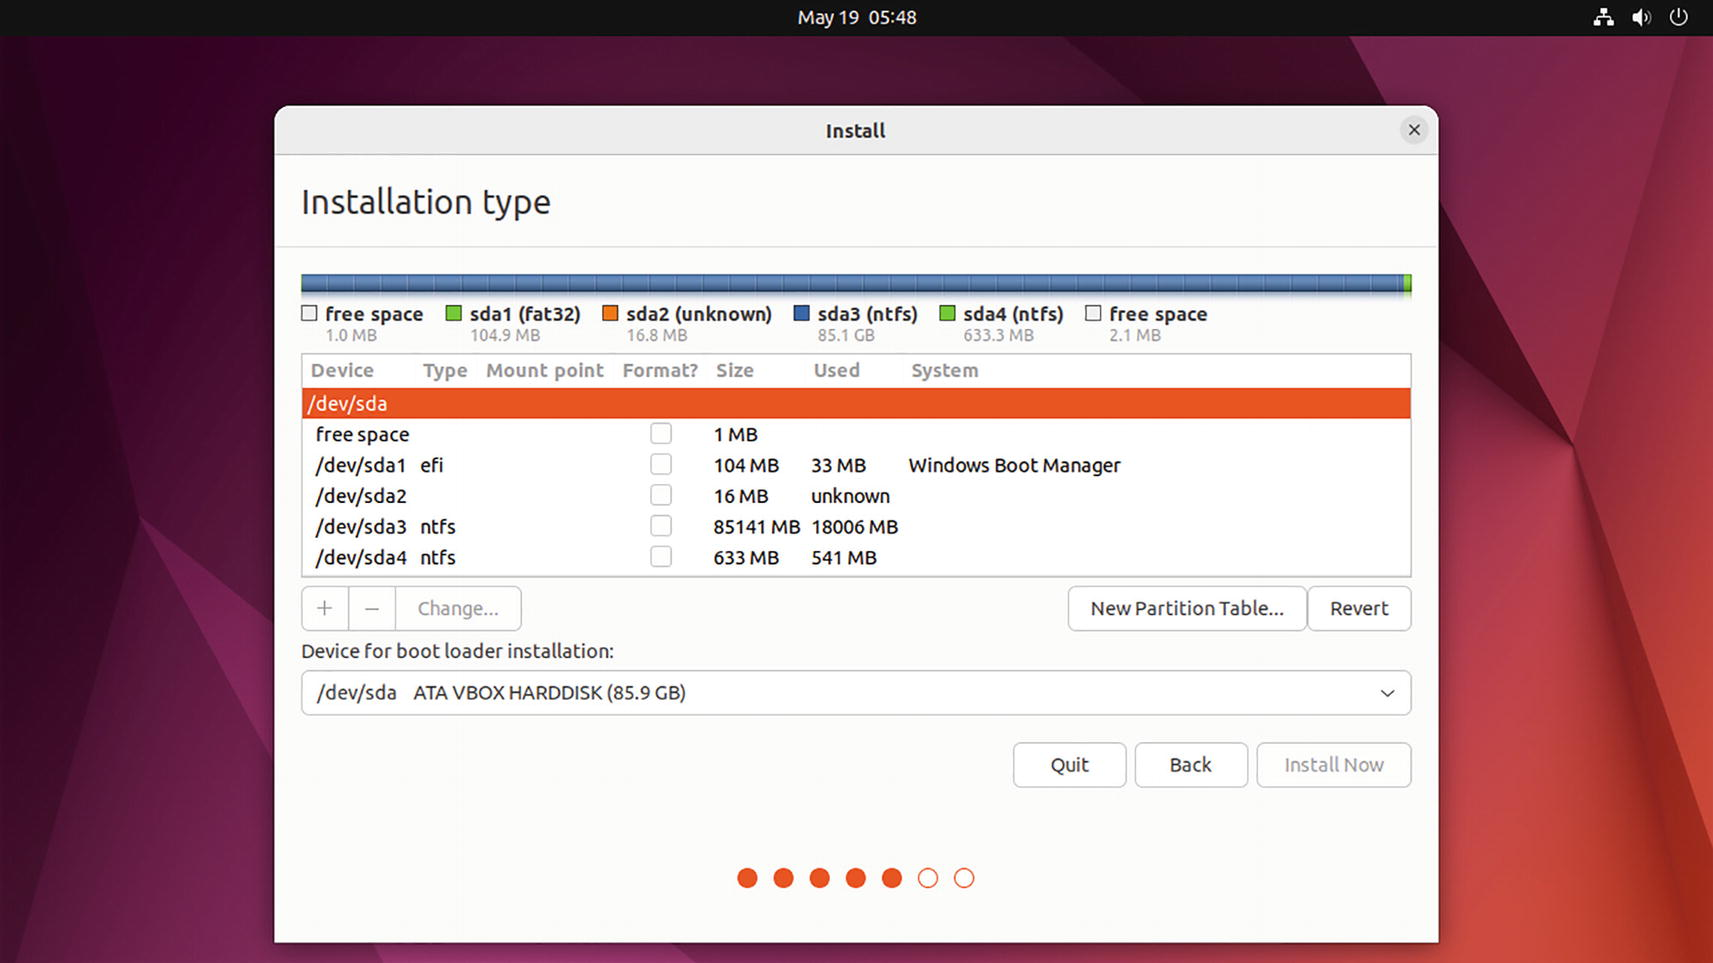 May 19 05:48
Install
Installation type
free space sda1 (fat32) sda2 (unknown) sda3 (ntfs) sda4 (ntfs) free space
1.0 MB 104.9 MB 16.8 MB 85.1 GB 633.3 MB 2.1 MB
Device Type Mount point Format? Size Used System
/dev/sda
free space 1 MB
/dev/sda1 efi 104 MB 33 MB Windows Boot Manager
/dev/sda2 16 MB unknown
/dev/sda3 ntfs 85141 MB 18006 MB
/dev/sda4 ntfs 633 MB 541 MB
+ − Change... New Partition Table... Revert
Device for boot loader installation:
/dev/sda ATA VBOX HARDDISK (85.9 GB)
Quit Back Install Now